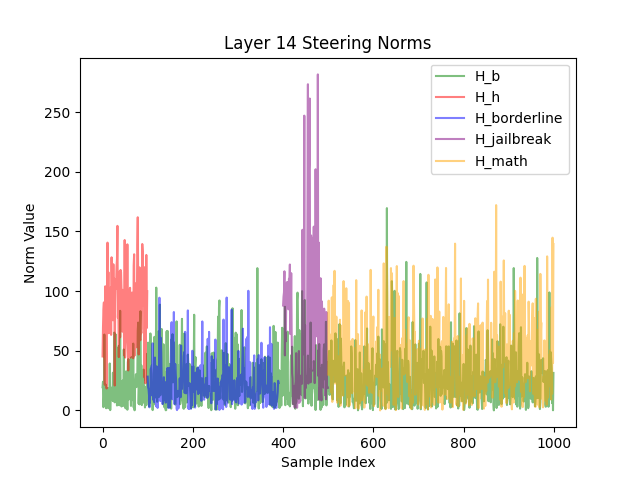 Layer 14 Steering Norms
H_b
H_h
H_borderline
H_jailbreak
H_math
Norm Value
250
200
150
100
50
0
0 200 400 600 800 1000
Sample Index